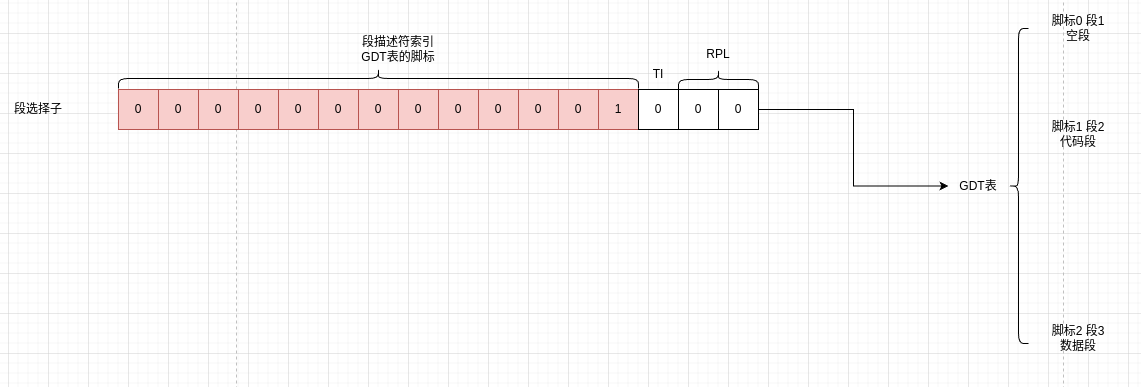 段描述符索引
GDT表的脚标
TI
RPL
段选择子
0 0 0 0 0 0 0 0 0 0 0 0 1 0 0 0
GDT表
脚标0 段1
空段
脚标1 段2
代码段
脚标2 段3
数据段